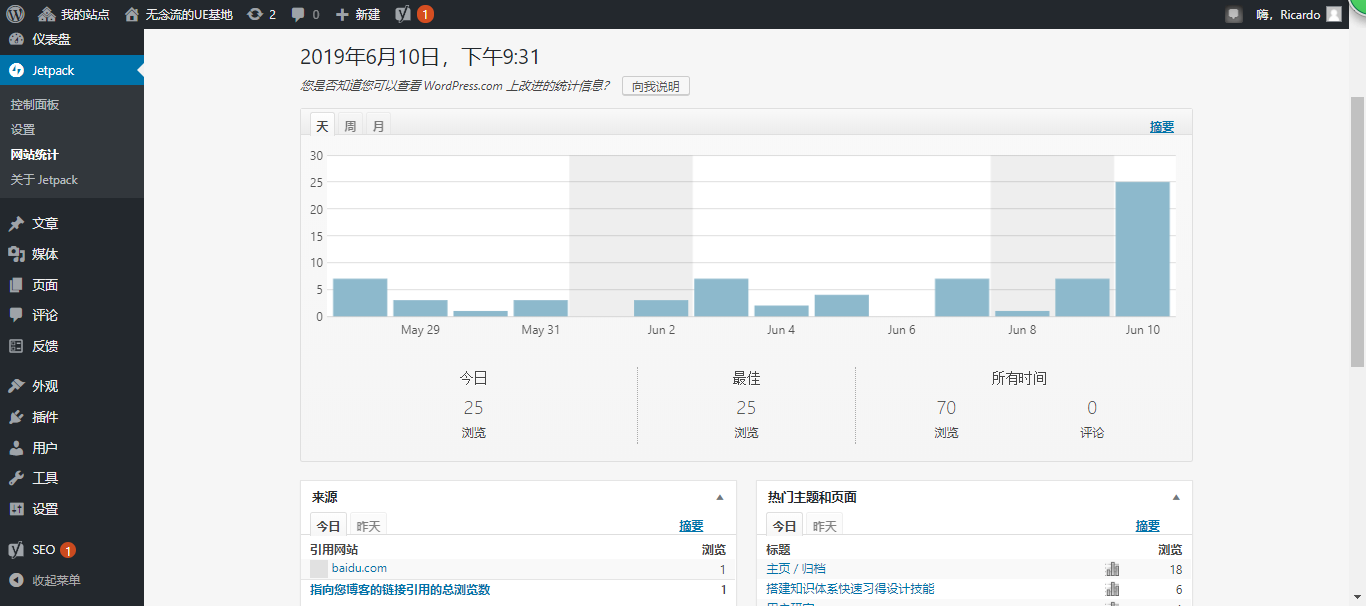 我的站点 无念流的UE基地 2 0 新建 1 嗨，Ricardo
仪表盘
Jetpack
控制面板
设置
网站统计
关于 Jetpack
文章
媒体
页面
评论
反馈
外观
插件
用户
工具
设置
SEO 1
收起菜单
2019年6月10日，下午9:31
您是否知道您可以查看 WordPress.com 上改进的统计信息？ 向我说明
天 周 月 摘要
30
25
20
15
10
5
0
May 29 May 31 Jun 2 Jun 4 Jun 6 Jun 8 Jun 10
今日 最佳 所有时间
25 25 70 0
浏览 浏览 浏览 评论
来源
今日 昨天 摘要
引用网站 浏览
baidu.com 1
指向您博客的链接引用的总浏览数 1
热门主题和页面
今日 昨天 摘要
标题 浏览
主页 / 归档 18
搭建知识体系快速习得设计技能 6